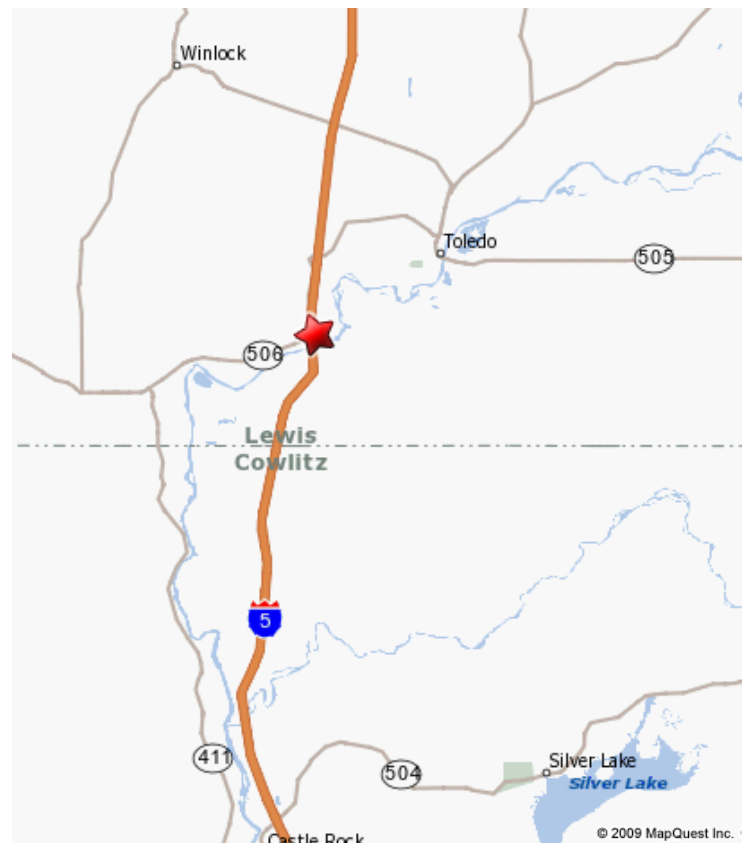 Winlock
Toledo
505
506
Lewis
Cowlitz
5
411
504
Silver Lake
Silver Lake
Castle Rock
© 2009 MapQuest Inc.